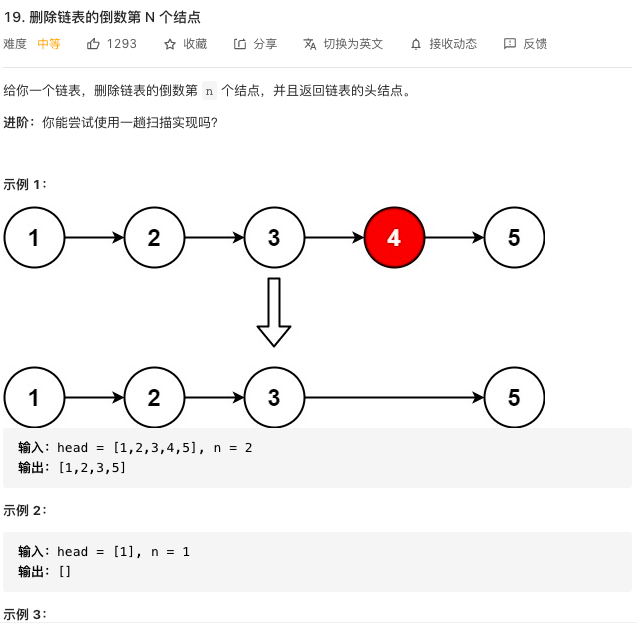 19. 删除链表的倒数第 N 个结点
难度 中等 1293 收藏 分享 切换为英文 接收动态 反馈
给你一个链表，删除链表的倒数第 n 个结点，并且返回链表的头结点。
进阶：你能尝试使用一趟扫描实现吗？
示例 1：
1 2 3 4 5
1 2 3 5
输入：head = [1,2,3,4,5], n = 2
输出：[1,2,3,5]
示例 2：
输入：head = [1], n = 1
输出：[]
示例 3：